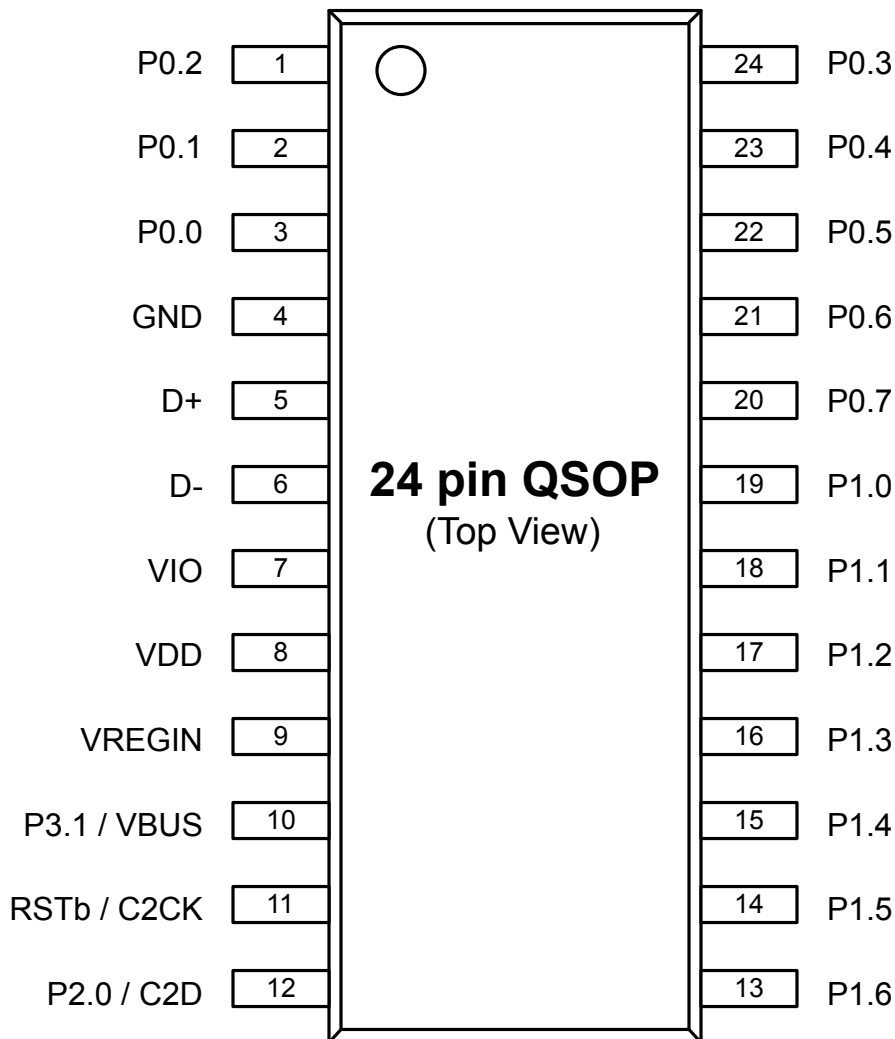 P0.2 1 24 P0.3
P0.1 2 23 P0.4
P0.0 3 22 P0.5
GND 4 21 P0.6
D+ 5 20 P0.7
24 pin QSOP
D- 6 19 P1.0
(Top View)
VIO 7 18 P1.1
VDD 8 17 P1.2
VREGIN 9 16 P1.3
P3.1 / VBUS 10 15 P1.4
RSTb / C2CK 11 14 P1.5
P2.0 / C2D 12 13 P1.6